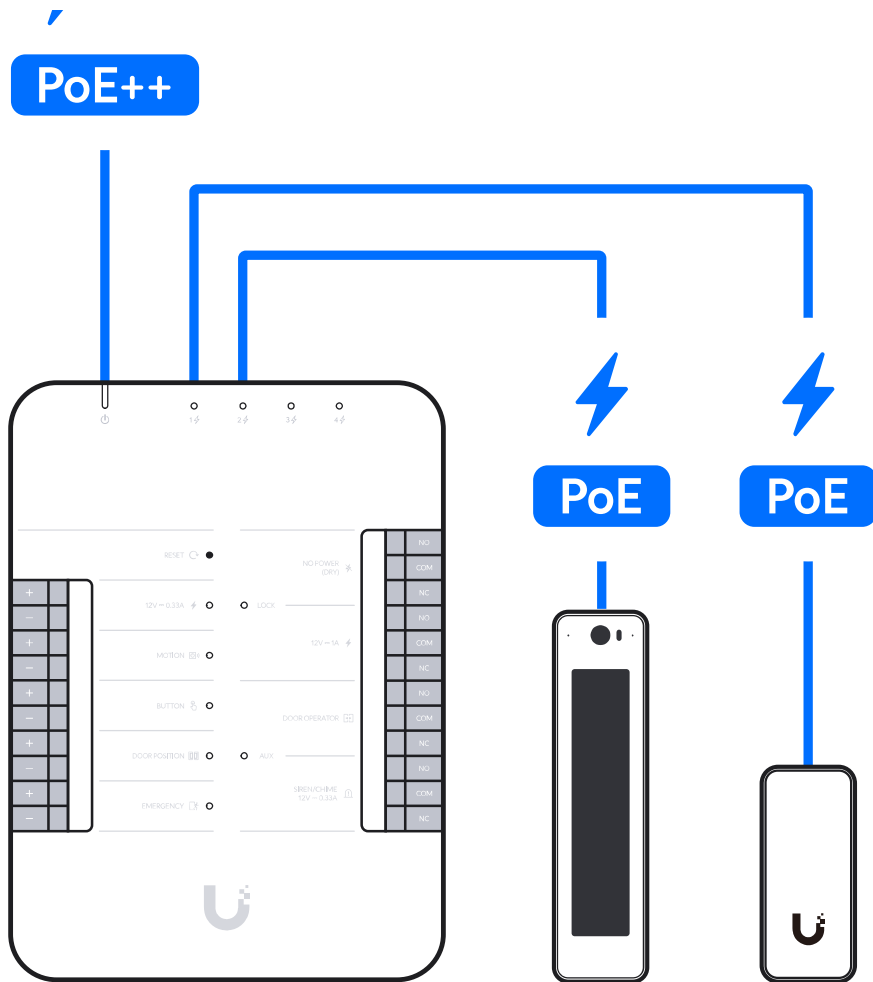 PoE++
1
2
3
4
PoE
PoE
RESET
12V ⎓ 0.33A
MOTION
BUTTON
DOOR POSITION
EMERGENCY
NO POWER
(DRY)
LOCK
12V ⎓ 1A
DOOR OPERATOR
AUX
SIREN/CHIME
12V ⎓ 0.33A
+
−
+
−
+
−
+
−
+
−
NO
COM
NC
NO
COM
NC
NO
COM
NC
NO
COM
NC